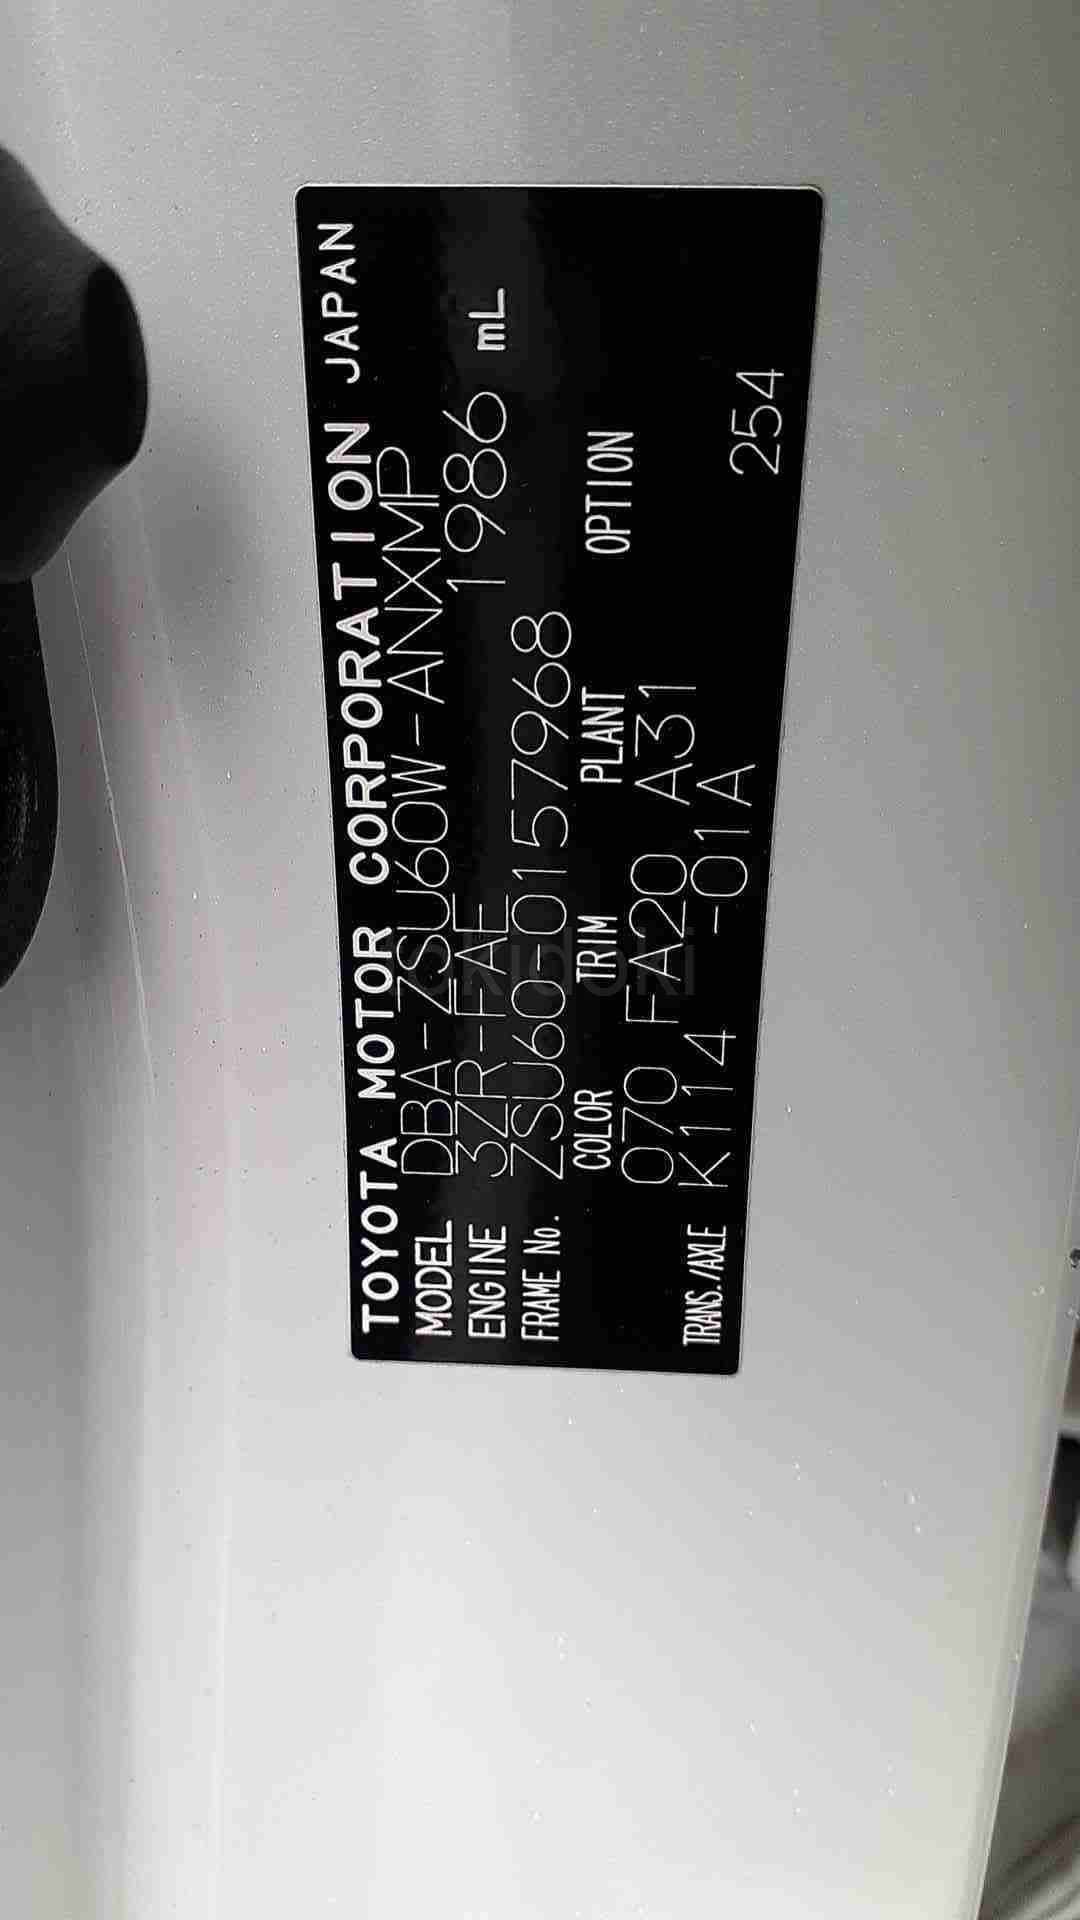 TOYOTA MOTOR CORPORATION JAPAN
MODEL DBA-ZSU60W-ANXMP
ENGINE 3ZR-FAE 1986 mL
FRAME No. ZSU60-0157968
COLOR TRIM PLANT OPTION
070 FA20 A31
TRANS./AXLE K114 -01A 254
tokidoki